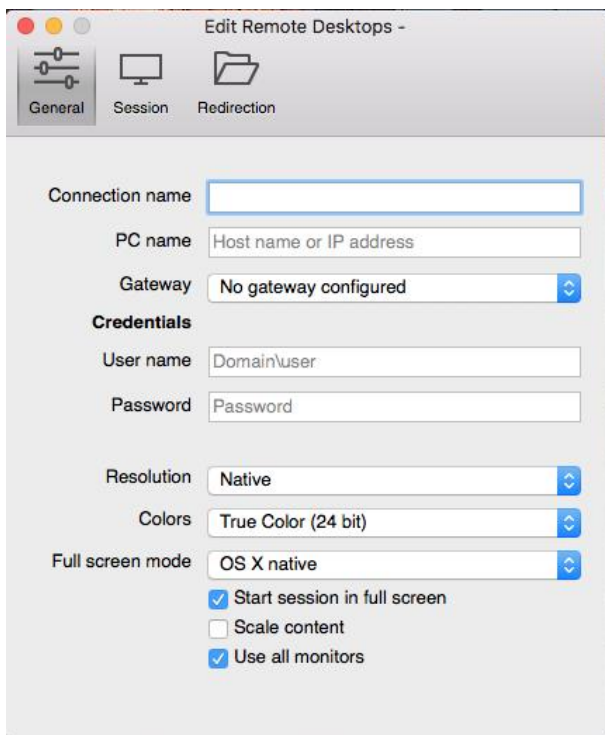 Edit Remote Desktops -
General Session Redirection
Connection name
PC name Host name or IP address
Gateway No gateway configured
Credentials
User name Domain\user
Password Password
Resolution Native
Colors True Color (24 bit)
Full screen mode OS X native
Start session in full screen
Scale content
Use all monitors